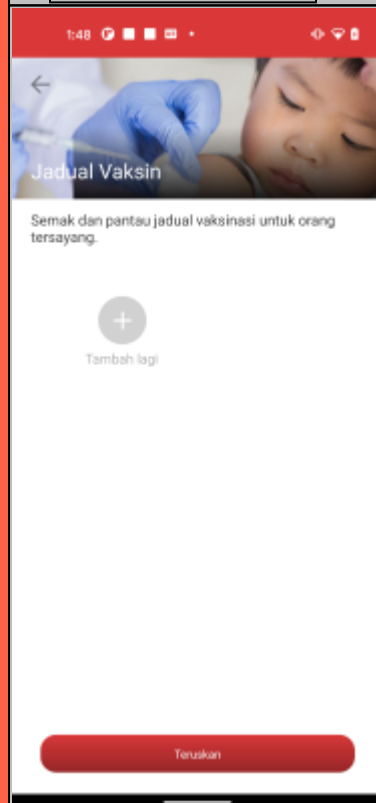 1:48
Jadual Vaksin
Semak dan pantau jadual vaksinasi untuk orang
tersayang.
Tambah lagi
Teruskan